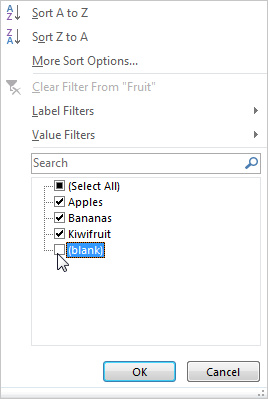 Sort A to Z
Sort Z to A
More Sort Options...
Clear Filter From "Fruit"
Label Filters
Value Filters
Search
(Select All)
Apples
Bananas
Kiwifruit
(blank)
OK
Cancel